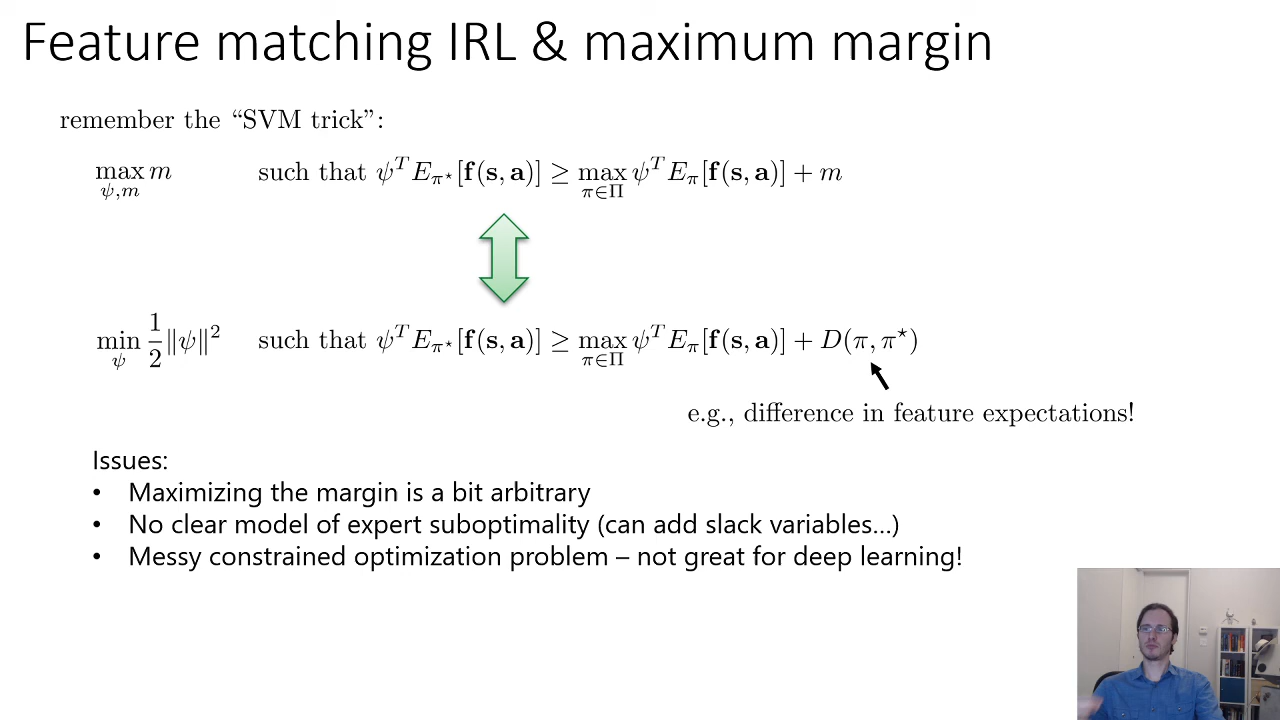 Feature matching IRL & maximum margin
remember the “SVM trick”:
max_{ψ,m} m such that ψ^T E_{π⋆}[f(s, a)] ≥ max_{π∈Π} ψ^T E_π[f(s, a)] + m
min_ψ 1/2 ‖ψ‖² such that ψ^T E_{π⋆}[f(s, a)] ≥ max_{π∈Π} ψ^T E_π[f(s, a)] + D(π, π⋆)
e.g., difference in feature expectations!
Issues:
• Maximizing the margin is a bit arbitrary
• No clear model of expert suboptimality (can add slack variables…)
• Messy constrained optimization problem – not great for deep learning!